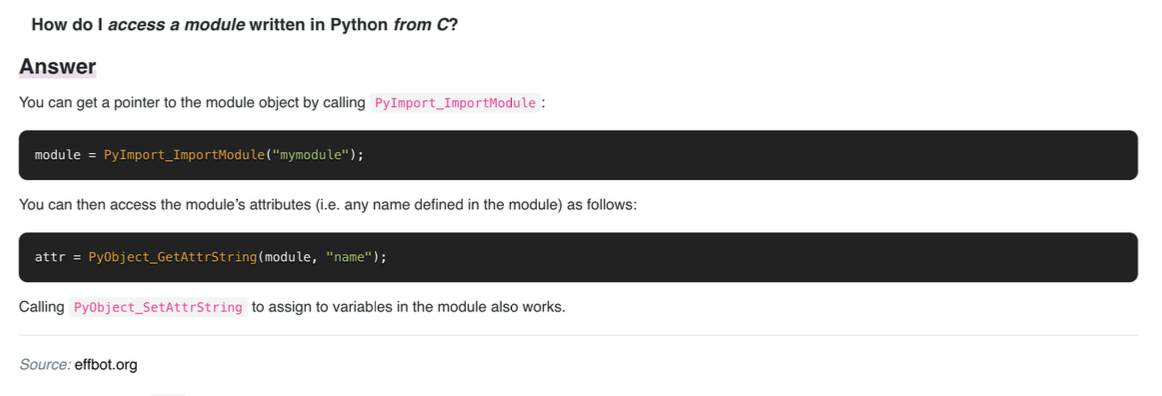 How do I access a module written in Python from C?
Answer
You can get a pointer to the module object by calling PyImport_ImportModule:
module = PyImport_ImportModule("mymodule");
You can then access the module’s attributes (i.e. any name defined in the module) as follows:
attr = PyObject_GetAttrString(module, "name");
Calling PyObject_SetAttrString to assign to variables in the module also works.
Source: effbot.org